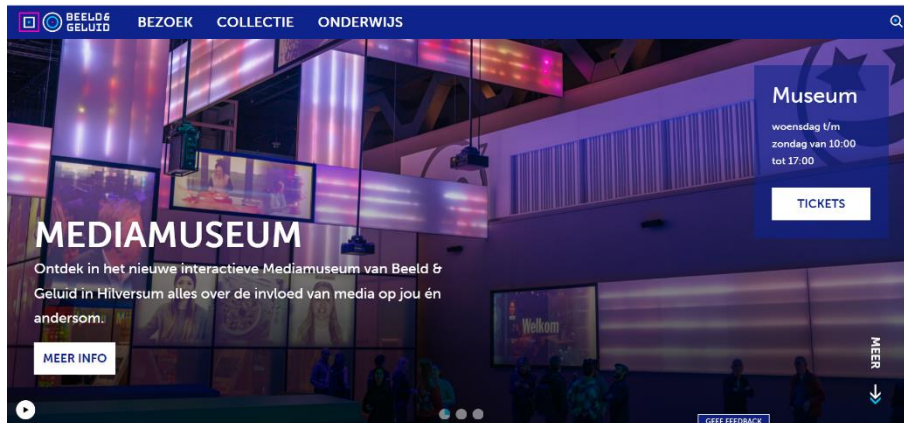 BEELD&
GELUID
BEZOEK COLLECTIE ONDERWIJS
Museum
woensdag t/m
zondag van 10:00
tot 17:00
TICKETS
MEDIAMUSEUM
Ontdek in het nieuwe interactieve Mediamuseum van Beeld &
Geluid in Hilversum alles over de invloed van media op jou én
andersom.
Welkom
MEER INFO
MEER
GEEF FEEDBACK